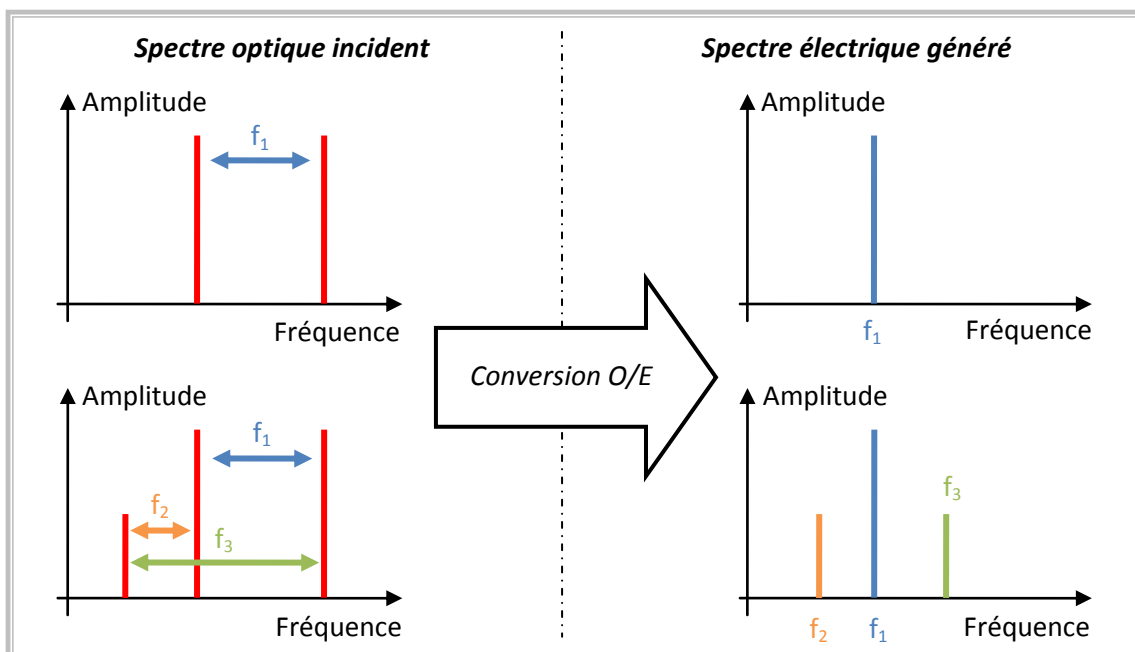 Spectre optique incident
Spectre électrique généré
Amplitude
f₁
Fréquence
Amplitude
f₁
Fréquence
Conversion O/E
Amplitude
f₁
f₂
f₃
Fréquence
Amplitude
f₃
f₂
f₁
Fréquence